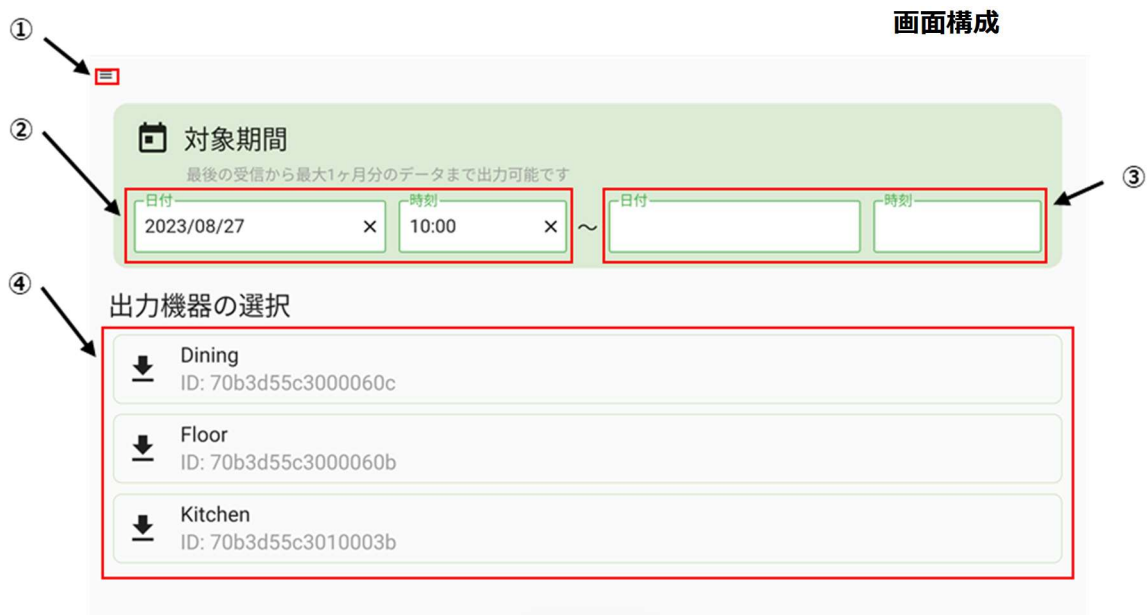 画面構成
①
②
対象期間
最後の受信から最大1ヶ月分のデータまで出力可能です
③
日付 時刻 日付 時刻
2023/08/27 × 10:00 × ～
④
出力機器の選択
Dining
ID: 70b3d55c3000060c
Floor
ID: 70b3d55c3000060b
Kitchen
ID: 70b3d55c3010003b